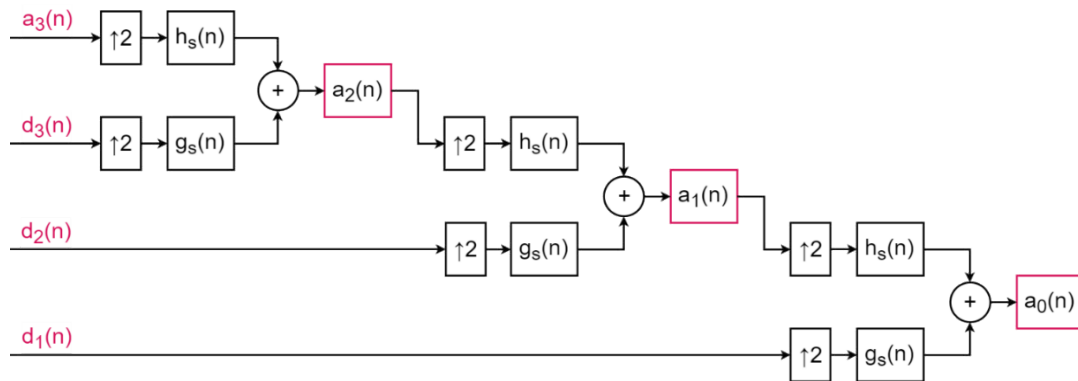 a₃(n)
↑2
hₛ(n)
+
a₂(n)
d₃(n)
↑2
gₛ(n)
↑2
hₛ(n)
+
a₁(n)
d₂(n)
↑2
gₛ(n)
↑2
hₛ(n)
+
a₀(n)
d₁(n)
↑2
gₛ(n)